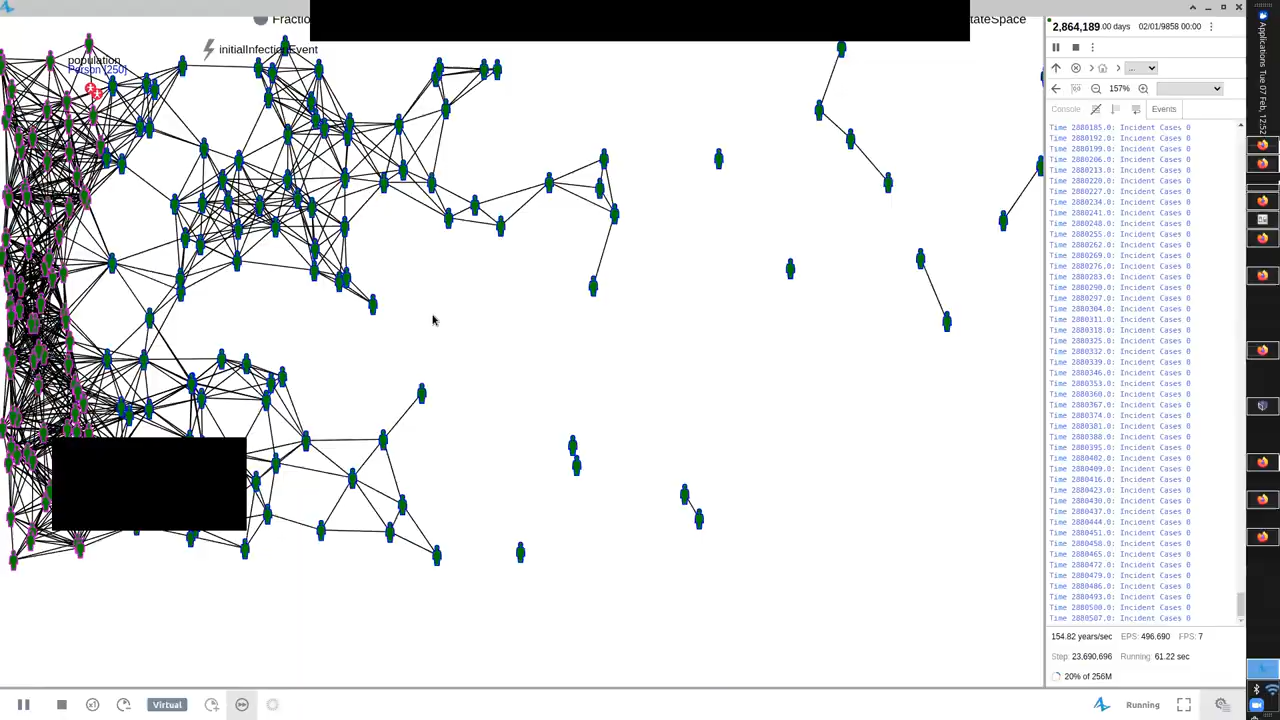 Fractio
tateSpace
initialInfectionEvent
population
Person [250]
2,864,189.00 days
02/01/9858 00:00
...
157%
Console
Events
Time 2880185.0: Incident Cases 0
Time 2880192.0: Incident Cases 0
Time 2880199.0: Incident Cases 0
Time 2880206.0: Incident Cases 0
Time 2880213.0: Incident Cases 0
Time 2880220.0: Incident Cases 0
Time 2880227.0: Incident Cases 0
Time 2880234.0: Incident Cases 0
Time 2880241.0: Incident Cases 0
Time 2880248.0: Incident Cases 0
Time 2880255.0: Incident Cases 0
Time 2880262.0: Incident Cases 0
Time 2880269.0: Incident Cases 0
Time 2880276.0: Incident Cases 0
Time 2880283.0: Incident Cases 0
Time 2880290.0: Incident Cases 0
Time 2880297.0: Incident Cases 0
Time 2880304.0: Incident Cases 0
Time 2880311.0: Incident Cases 0
Time 2880318.0: Incident Cases 0
Time 2880325.0: Incident Cases 0
Time 2880332.0: Incident Cases 0
Time 2880339.0: Incident Cases 0
Time 2880346.0: Incident Cases 0
Time 2880353.0: Incident Cases 0
Time 2880360.0: Incident Cases 0
Time 2880367.0: Incident Cases 0
Time 2880374.0: Incident Cases 0
Time 2880381.0: Incident Cases 0
Time 2880388.0: Incident Cases 0
Time 2880395.0: Incident Cases 0
Time 2880402.0: Incident Cases 0
Time 2880409.0: Incident Cases 0
Time 2880416.0: Incident Cases 0
Time 2880423.0: Incident Cases 0
Time 2880430.0: Incident Cases 0
Time 2880437.0: Incident Cases 0
Time 2880444.0: Incident Cases 0
Time 2880451.0: Incident Cases 0
Time 2880458.0: Incident Cases 0
Time 2880465.0: Incident Cases 0
Time 2880472.0: Incident Cases 0
Time 2880479.0: Incident Cases 0
Time 2880486.0: Incident Cases 0
Time 2880493.0: Incident Cases 0
Time 2880500.0: Incident Cases 0
Time 2880507.0: Incident Cases 0
154.82 years/sec EPS: 496.690 FPS: 7
Step: 23,690,696 Running: 61.22 sec
20% of 256M
x1
Virtual
Running
Applications Tue 07 Feb, 12:52